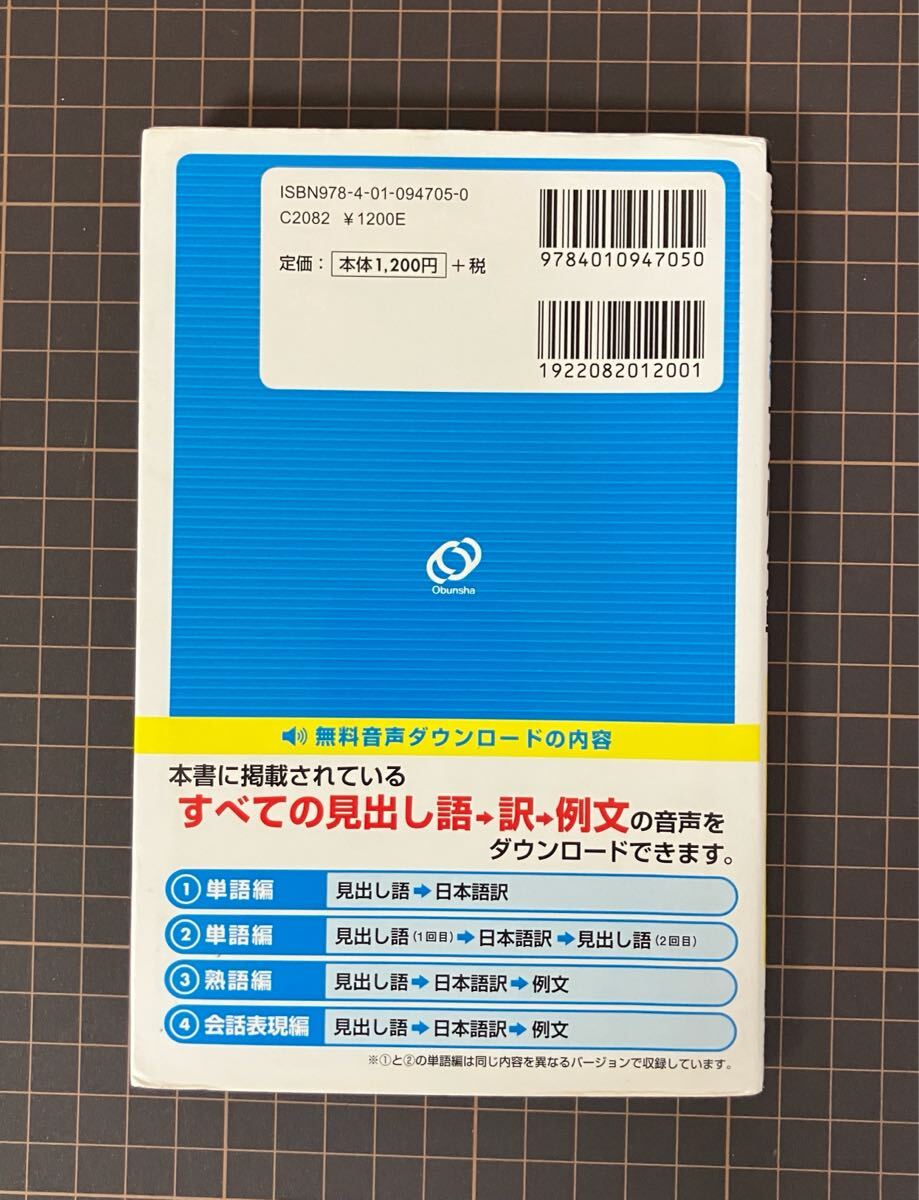 ISBN978-4-01-094705-0
C2082 ¥1200E
定価：本体1,200円＋税
9784010947050
1922082012001
Obunsha
無料音声ダウンロードの内容
本書に掲載されている
すべての見出し語➡訳➡例文の音声を
ダウンロードできます。
① 単語編 見出し語➡日本語訳
② 単語編 見出し語(1回目)➡日本語訳➡見出し語(2回目)
③ 熟語編 見出し語➡日本語訳➡例文
④ 会話表現編 見出し語➡日本語訳➡例文
※①と②の単語編は同じ内容を異なるバージョンで収録しています。